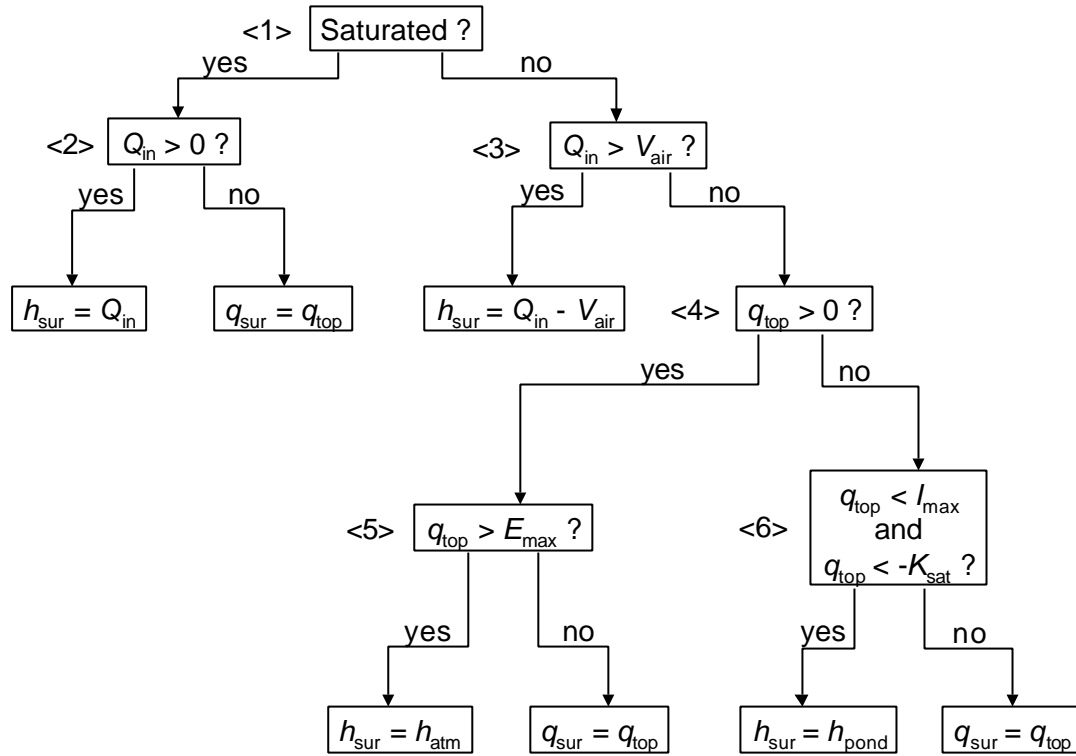 <1> Saturated ?
yes no
<2> Q_in > 0 ? <3> Q_in > V_air ?
yes no yes no
h_sur = Q_in q_sur = q_top h_sur = Q_in - V_air <4> q_top > 0 ?
yes no
<5> q_top > E_max ? <6> q_top < I_max
and
q_top < -K_sat ?
yes no yes no
h_sur = h_atm q_sur = q_top h_sur = h_pond q_sur = q_top